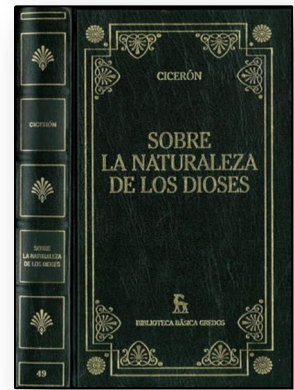 CICERÓN
SOBRE
LA NATURALEZA
DE LOS DIOSES
49
CICERÓN
SOBRE
LA NATURALEZA
DE LOS DIOSES
BIBLIOTECA BÁSICA GREDOS